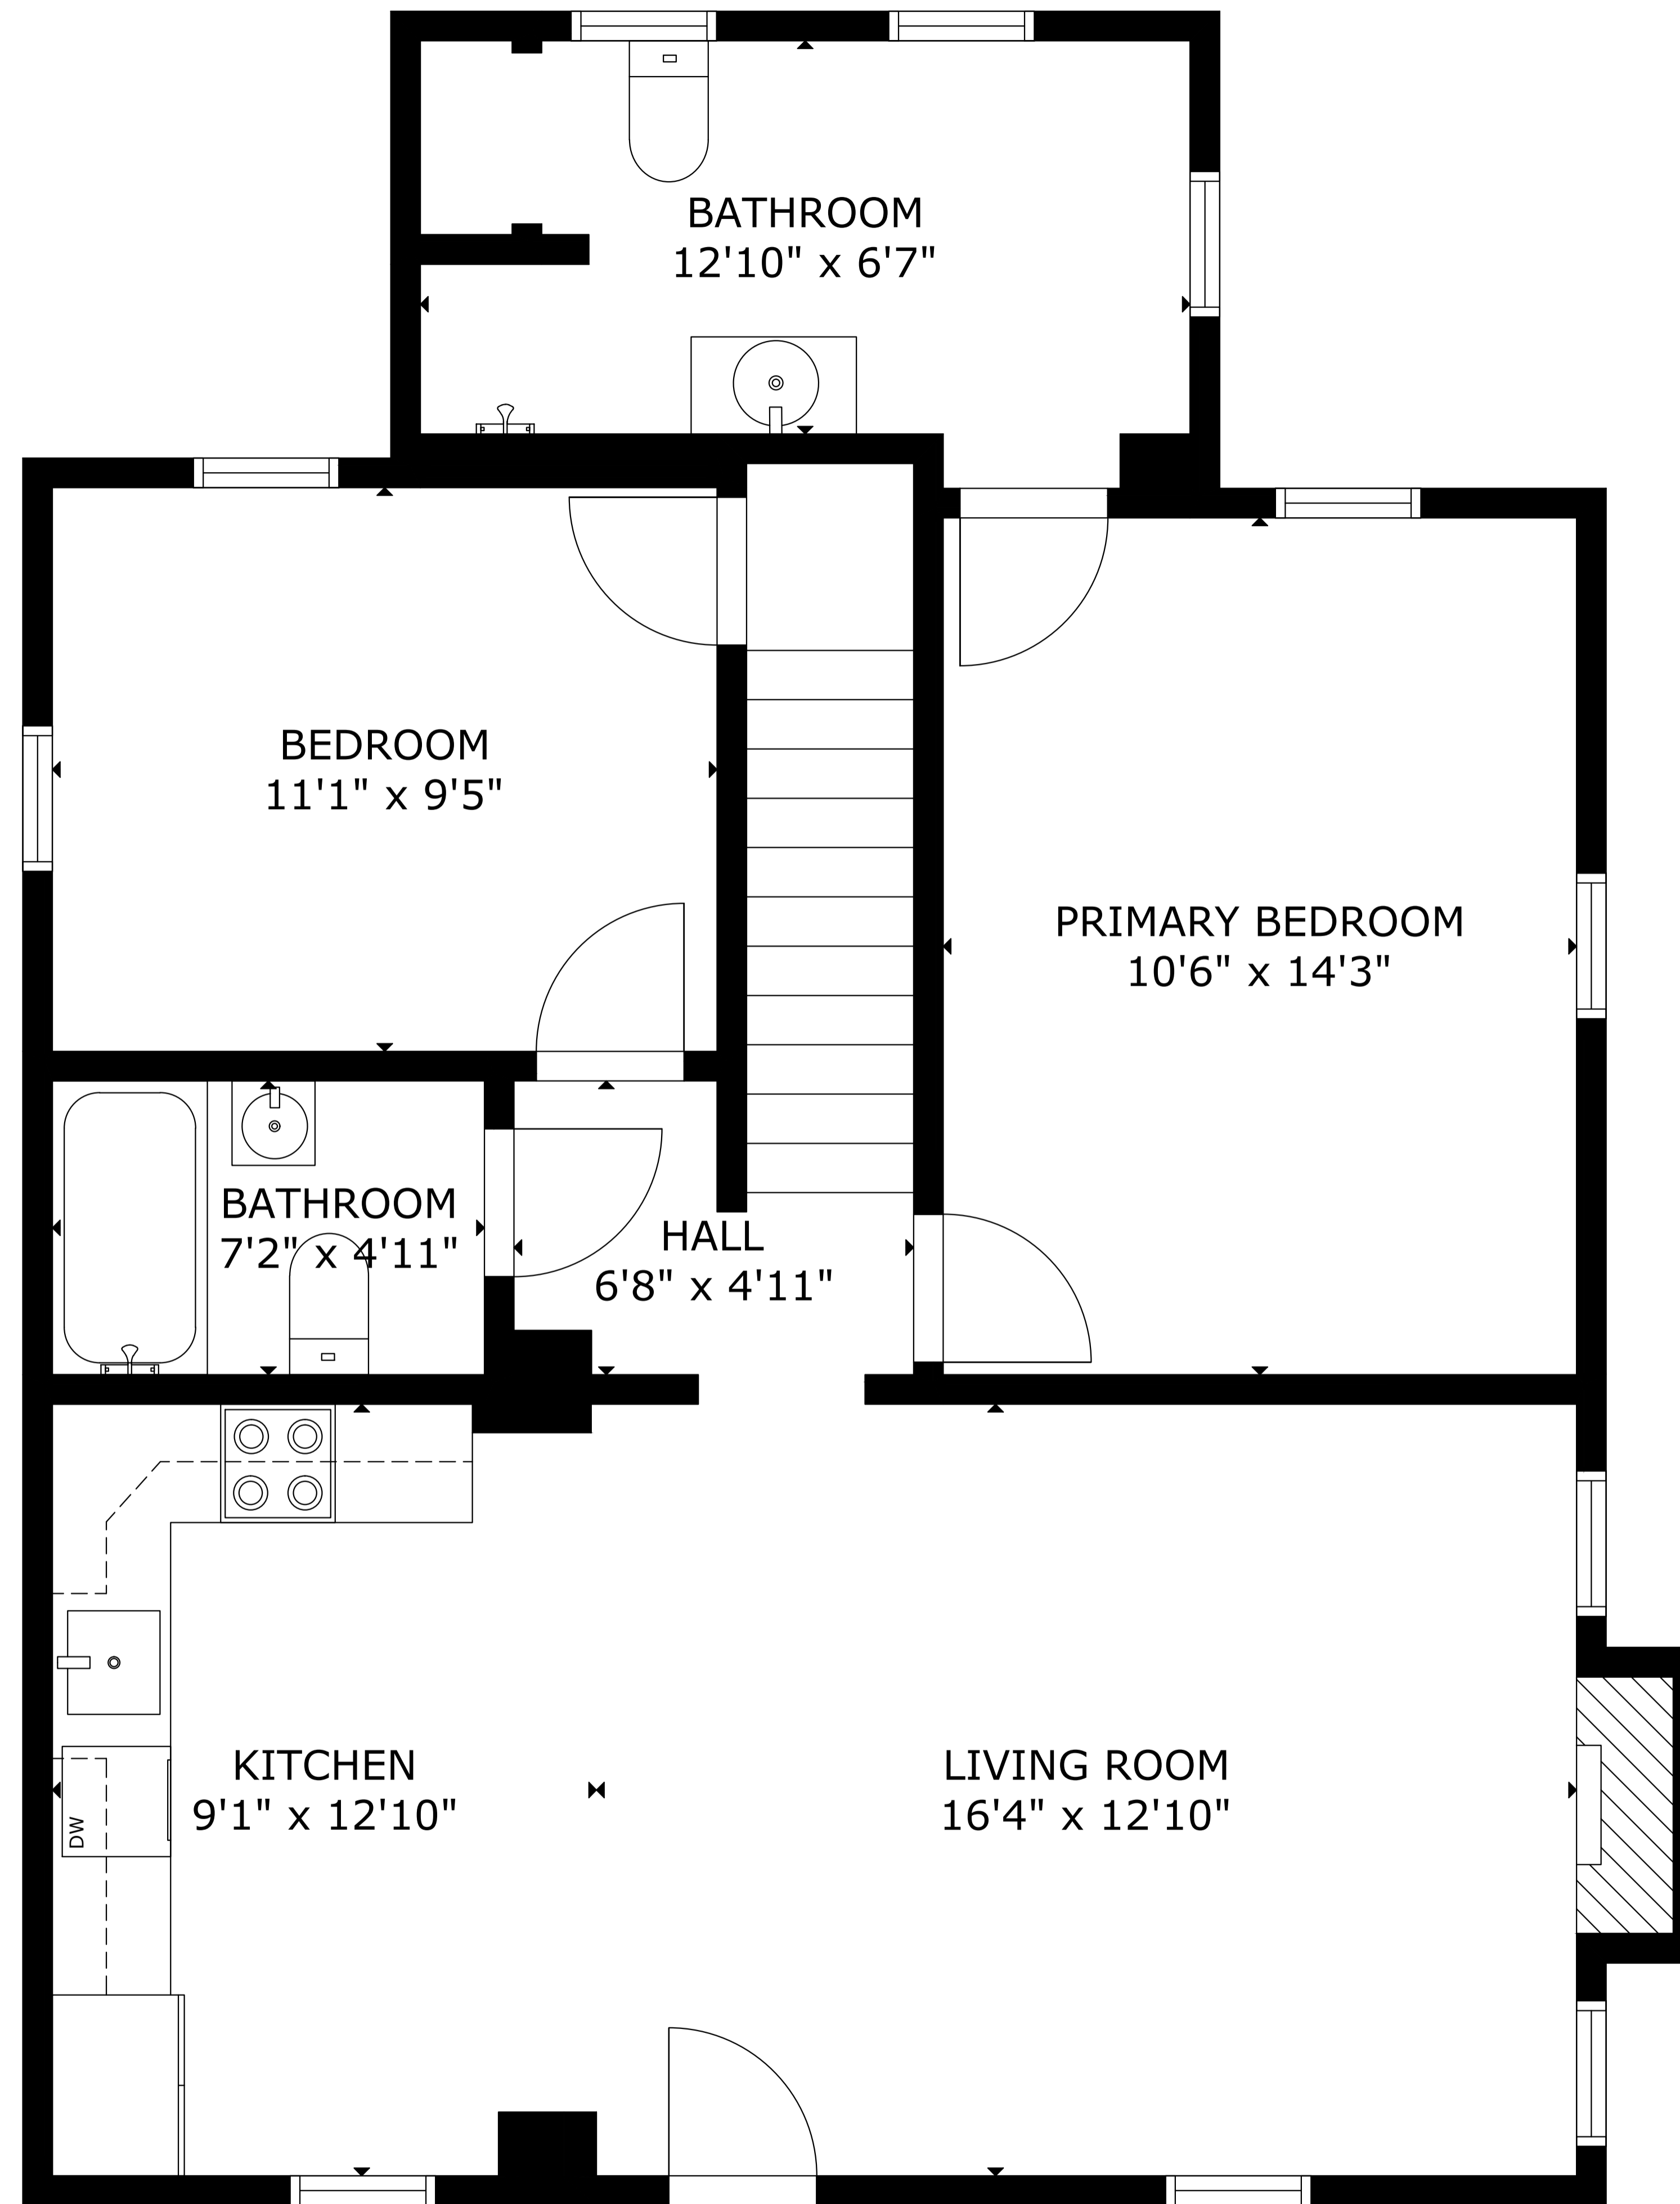 BATHROOM
12'10" x 6'7"
BEDROOM
11'1" x 9'5"
PRIMARY BEDROOM
10'6" x 14'3"
BATHROOM
7'2" x 4'11"
HALL
6'8" x 4'11"
KITCHEN
9'1" x 12'10"
LIVING ROOM
16'4" x 12'10"
DW